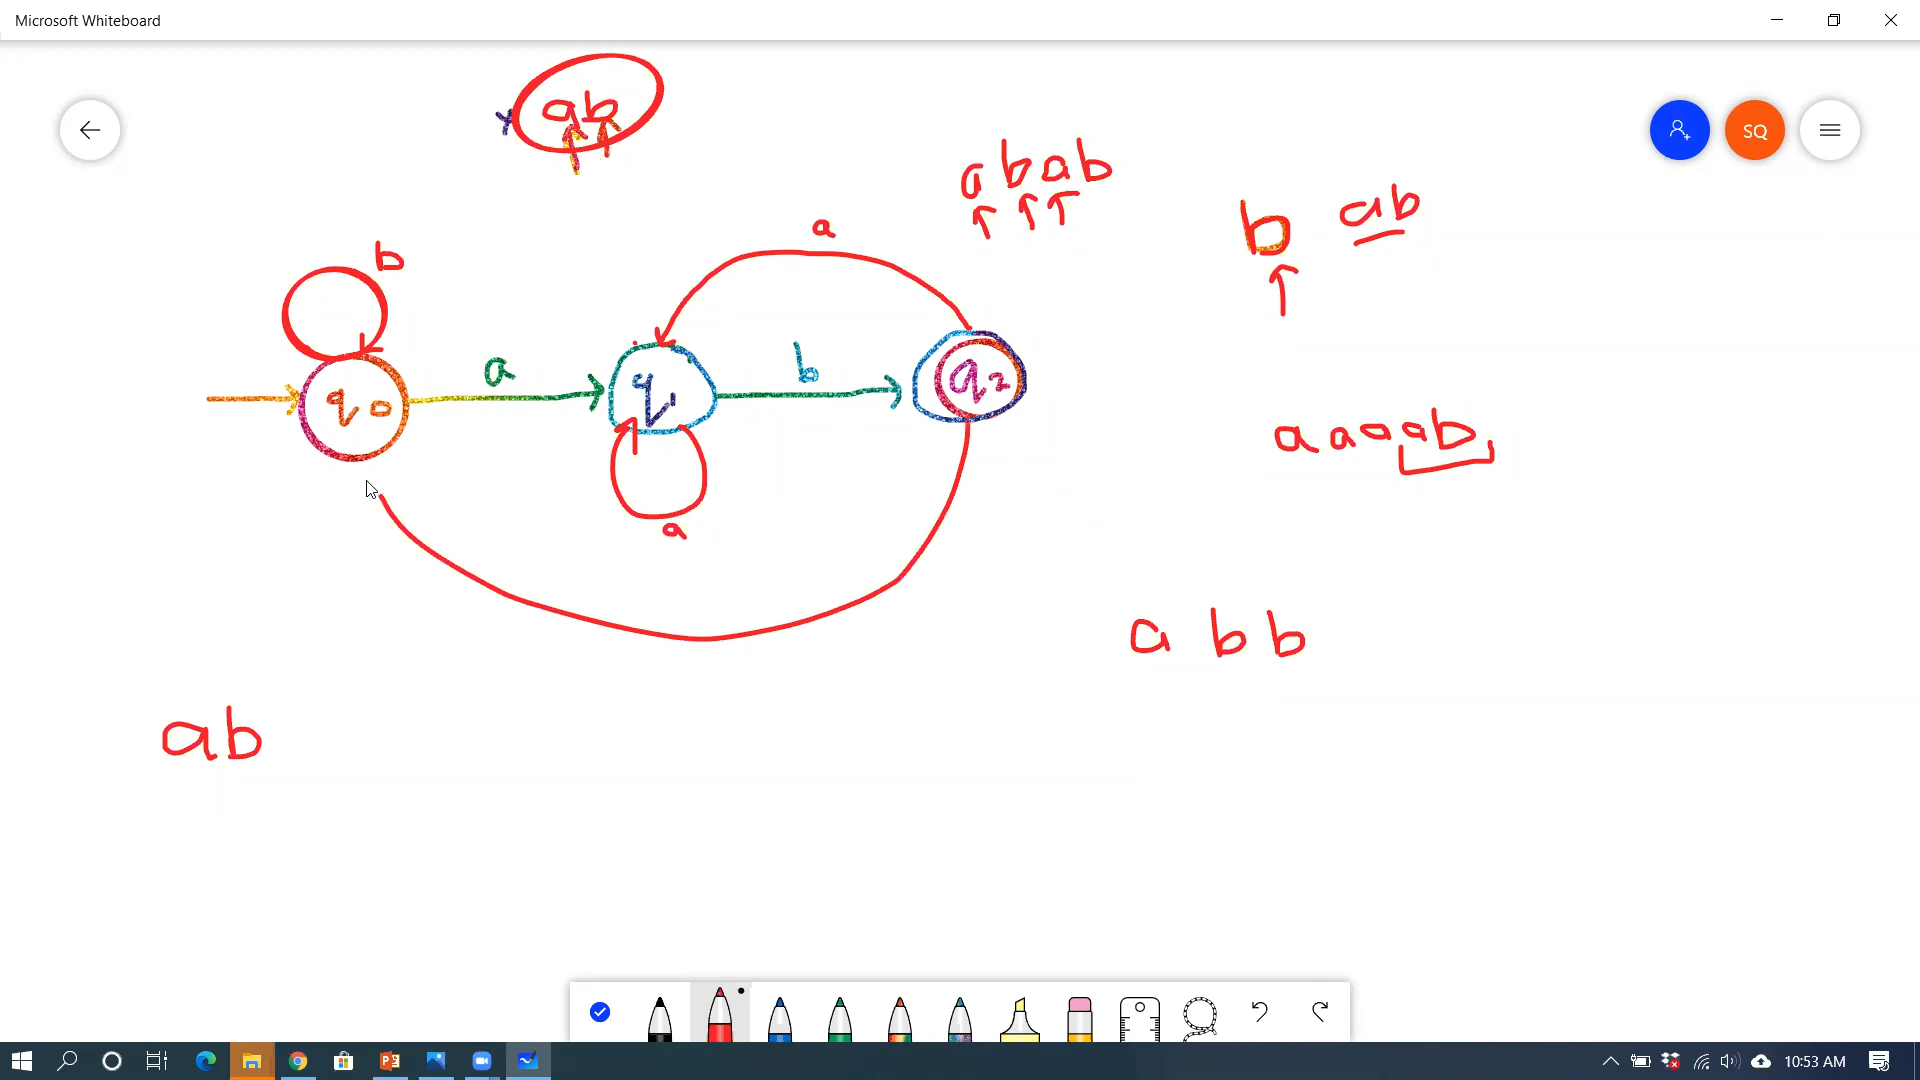 Microsoft Whiteboard
ab
abab
b ab
SQ
b
a
a
b
q0
q1
q2
a
aaaab
abb
ab
10:53 AM